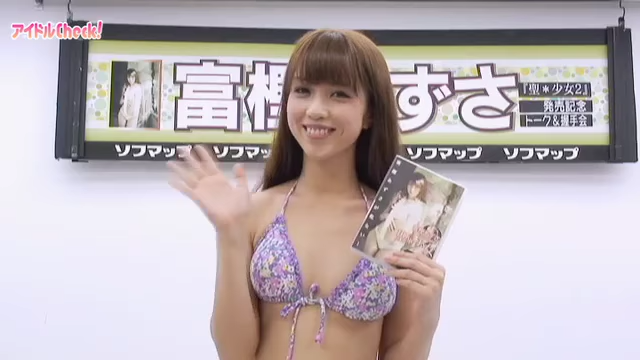 アイドルCheck!
富樫 ずさ
『聖＊少女2』
発売記念
トーク&握手会
ソフマップ ソフマップ ソフマップ ソフマップ